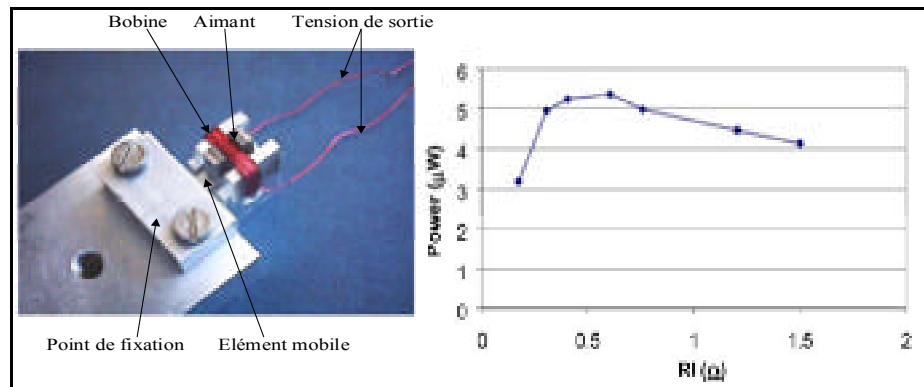 Bobine Aimant Tension de sortie
Point de fixation Elément mobile
6
5
4
3
2
1
0
Power (µW)
0 0.5 1 1.5 2
Rl (Ω)